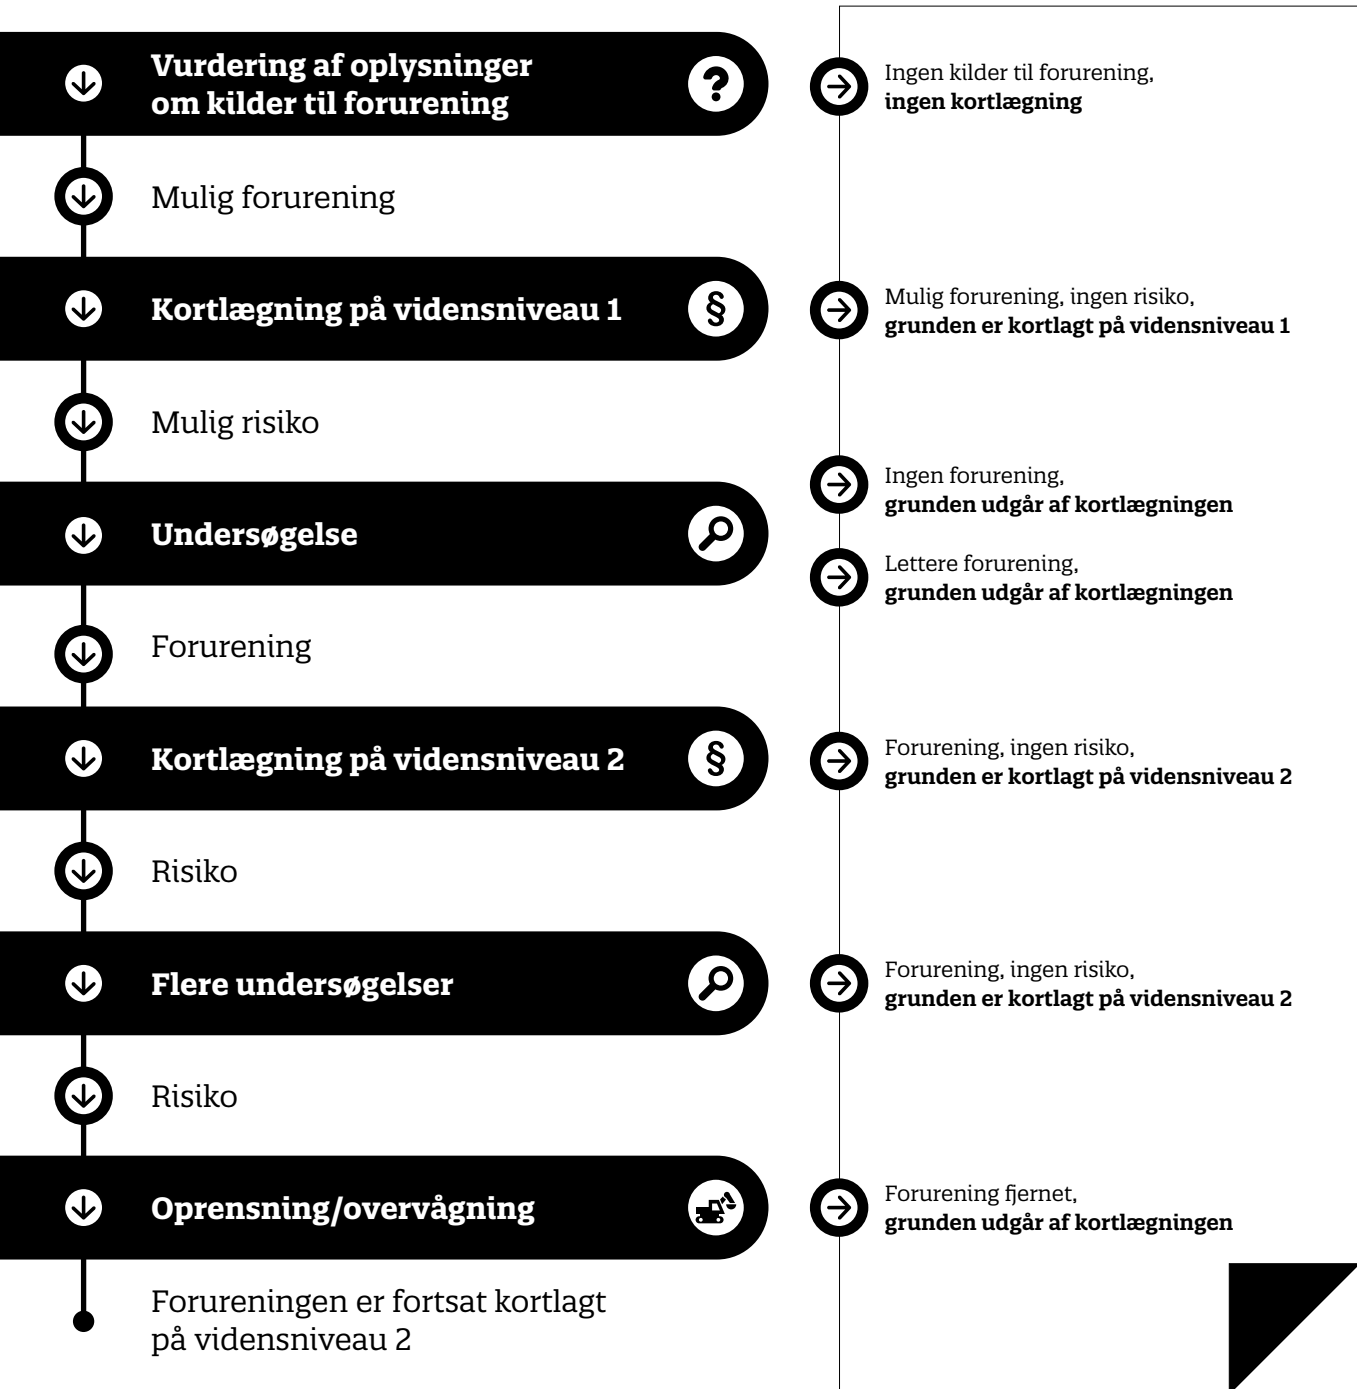 Vurdering af oplysninger
om kilder til forurening
?
Ingen kilder til forurening,
ingen kortlægning
Mulig forurening
Kortlægning på vidensniveau 1
§
Mulig forurening, ingen risiko,
grunden er kortlagt på vidensniveau 1
Mulig risiko
Undersøgelse
Ingen forurening,
grunden udgår af kortlægningen
Lettere forurening,
grunden udgår af kortlægningen
Forurening
Kortlægning på vidensniveau 2
§
Forurening, ingen risiko,
grunden er kortlagt på vidensniveau 2
Risiko
Flere undersøgelser
Forurening, ingen risiko,
grunden er kortlagt på vidensniveau 2
Risiko
Oprensning/overvågning
Forurening fjernet,
grunden udgår af kortlægningen
Forureningen er fortsat kortlagt
på vidensniveau 2